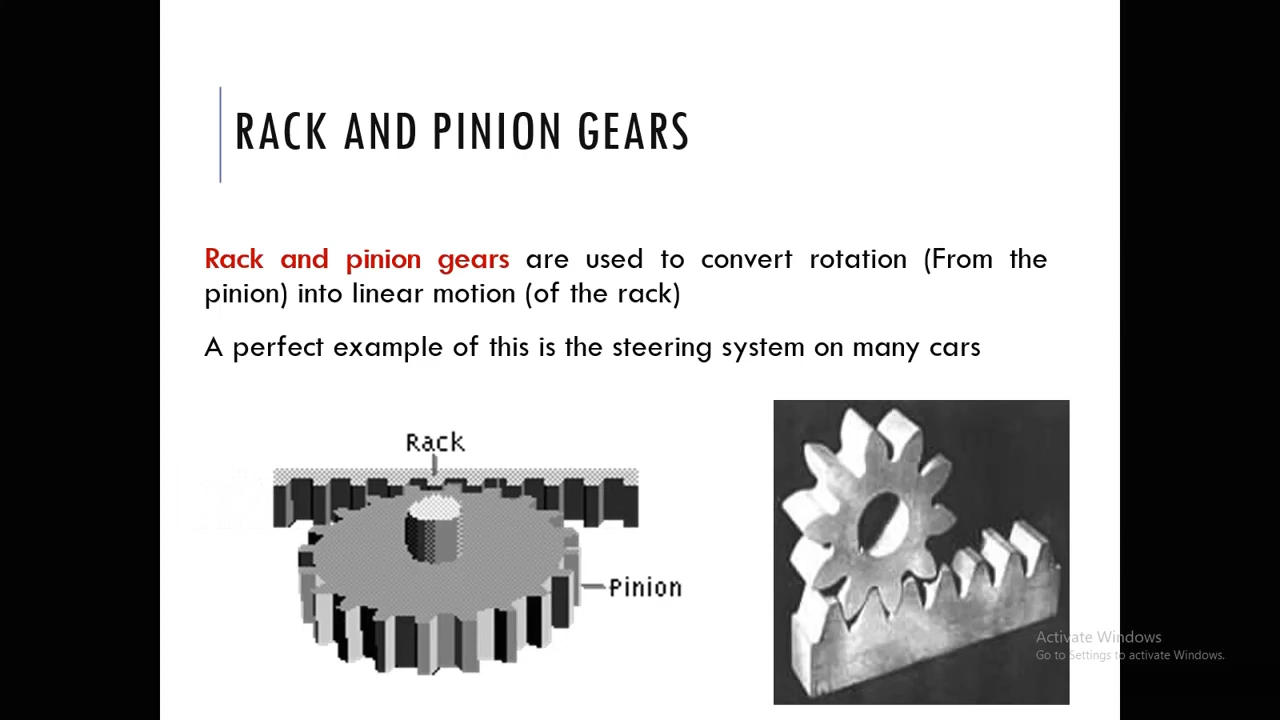 RACK AND PINION GEARS
Rack and pinion gears are used to convert rotation (From the
pinion) into linear motion (of the rack)
A perfect example of this is the steering system on many cars
Rack
Pinion
Activate Windows
Go to Settings to activate Windows.